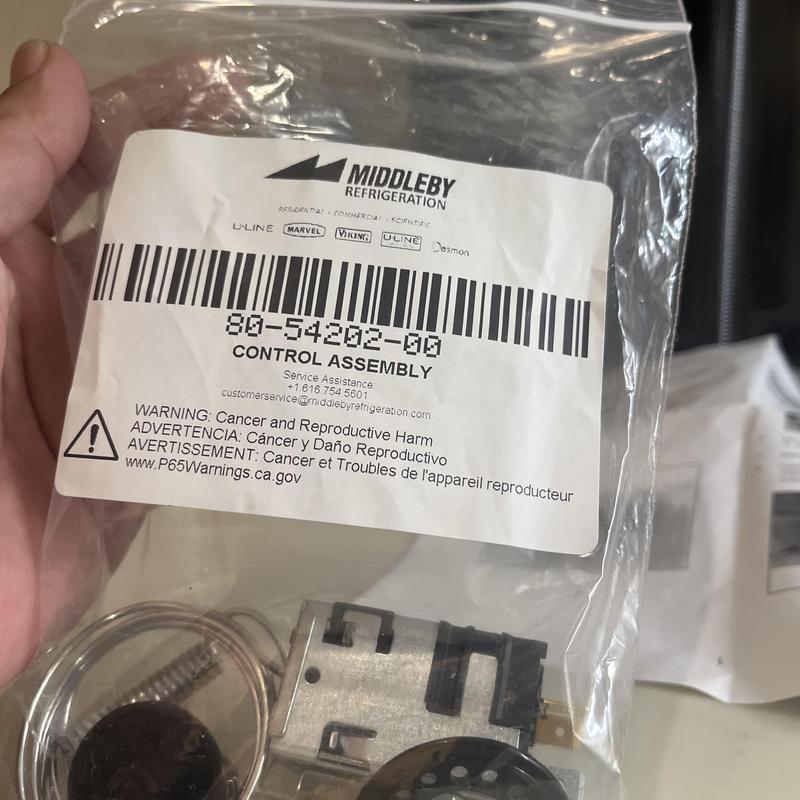 MIDDLEBY
REFRIGERATION
RESIDENTIAL • COMMERCIAL • SCIENTIFIC
U-LINE MARVEL VIKING U-LINE Desmon
80-54202-00
CONTROL ASSEMBLY
Service Assistance:
+1.616.754.5601
customerservice@middlebyrefrigeration.com
WARNING: Cancer and Reproductive Harm
ADVERTENCIA: Cáncer y Daño Reproductivo
AVERTISSEMENT: Cancer et Troubles de l'appareil reproducteur
www.P65Warnings.ca.gov